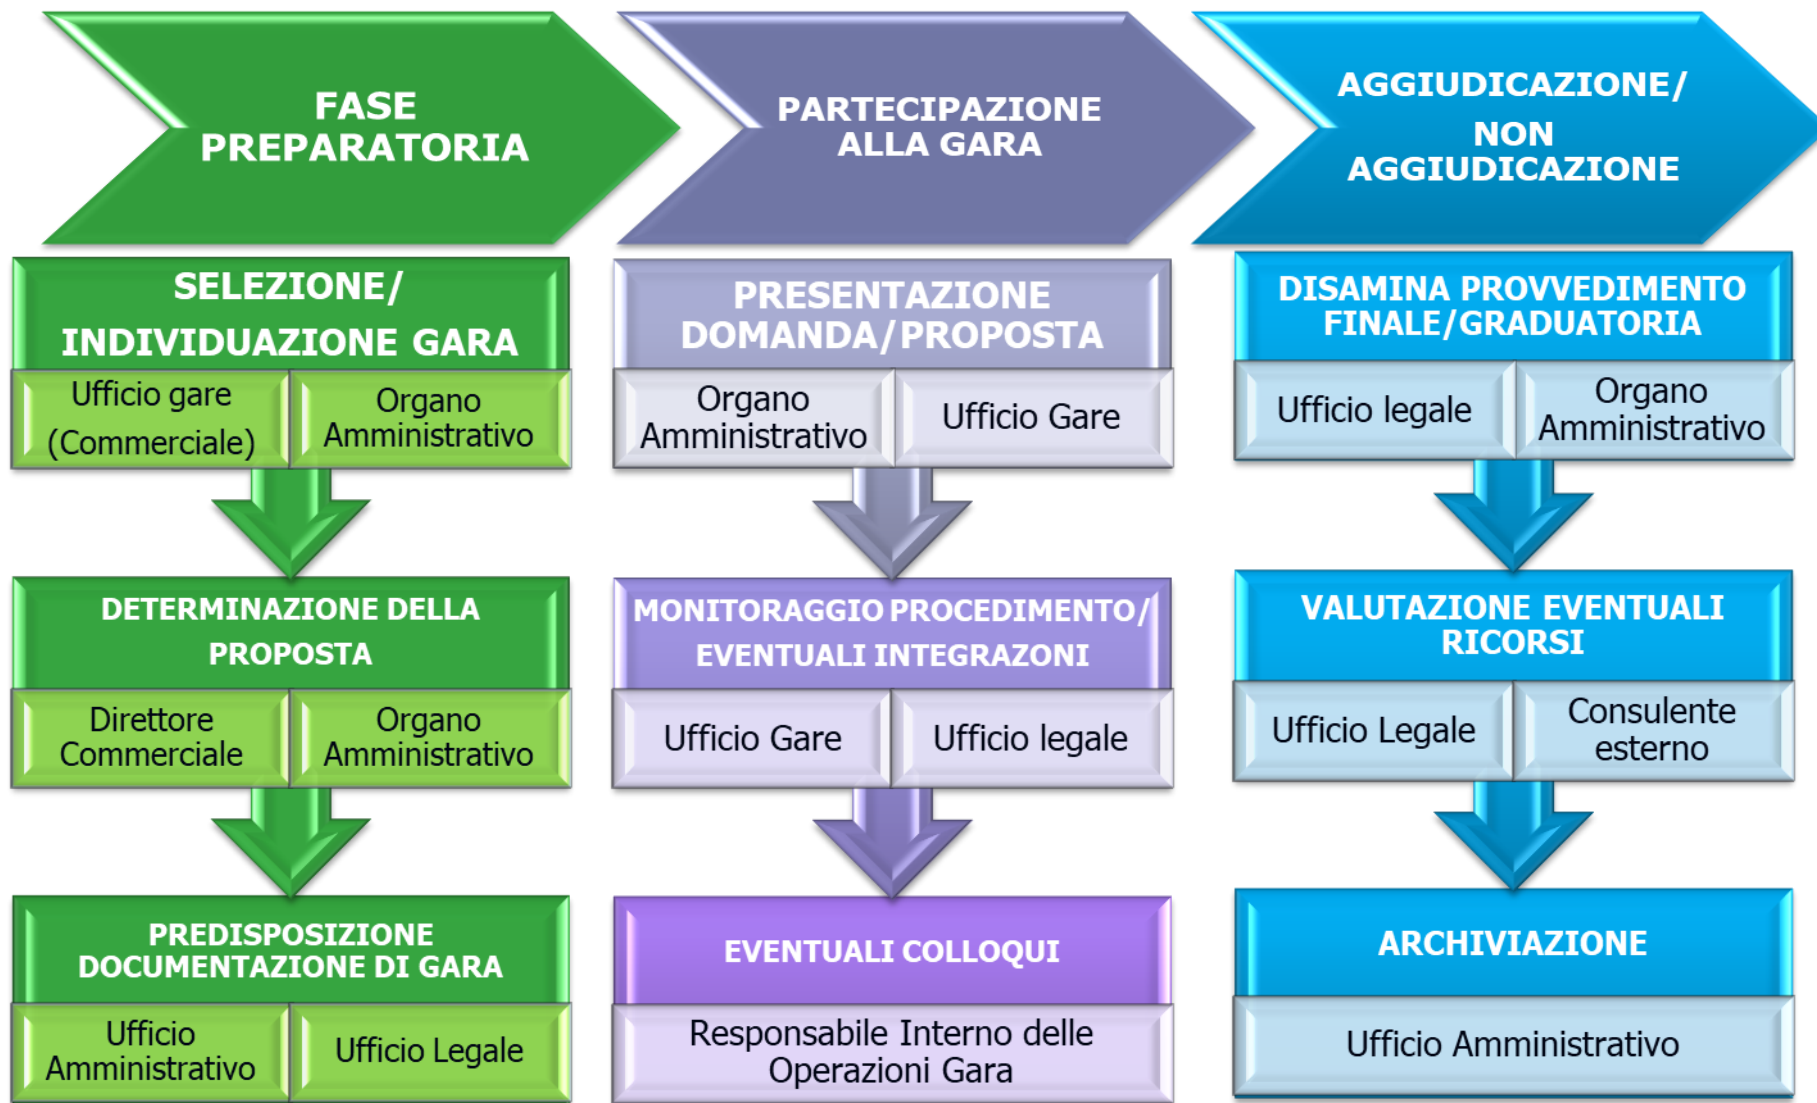 FASE
PREPARATORIA
PARTECIPAZIONE
ALLA GARA
AGGIUDICAZIONE/
NON
AGGIUDICAZIONE
SELEZIONE/
INDIVIDUAZIONE GARA
Ufficio gare
(Commerciale)
Organo
Amministrativo
DETERMINAZIONE DELLA
PROPOSTA
Direttore
Commerciale
Organo
Amministrativo
PREDISPOSIZIONE
DOCUMENTAZIONE DI GARA
Ufficio
Amministrativo
Ufficio Legale
PRESENTAZIONE
DOMANDA/PROPOSTA
Organo
Amministrativo
Ufficio Gare
MONITORAGGIO PROCEDIMENTO/
EVENTUALI INTEGRAZONI
Ufficio Gare
Ufficio legale
EVENTUALI COLLOQUI
Responsabile Interno delle
Operazioni Gara
DISAMINA PROVVEDIMENTO
FINALE/GRADUATORIA
Ufficio legale
Organo
Amministrativo
VALUTAZIONE EVENTUALI
RICORSI
Ufficio Legale
Consulente
esterno
ARCHIVIAZIONE
Ufficio Amministrativo